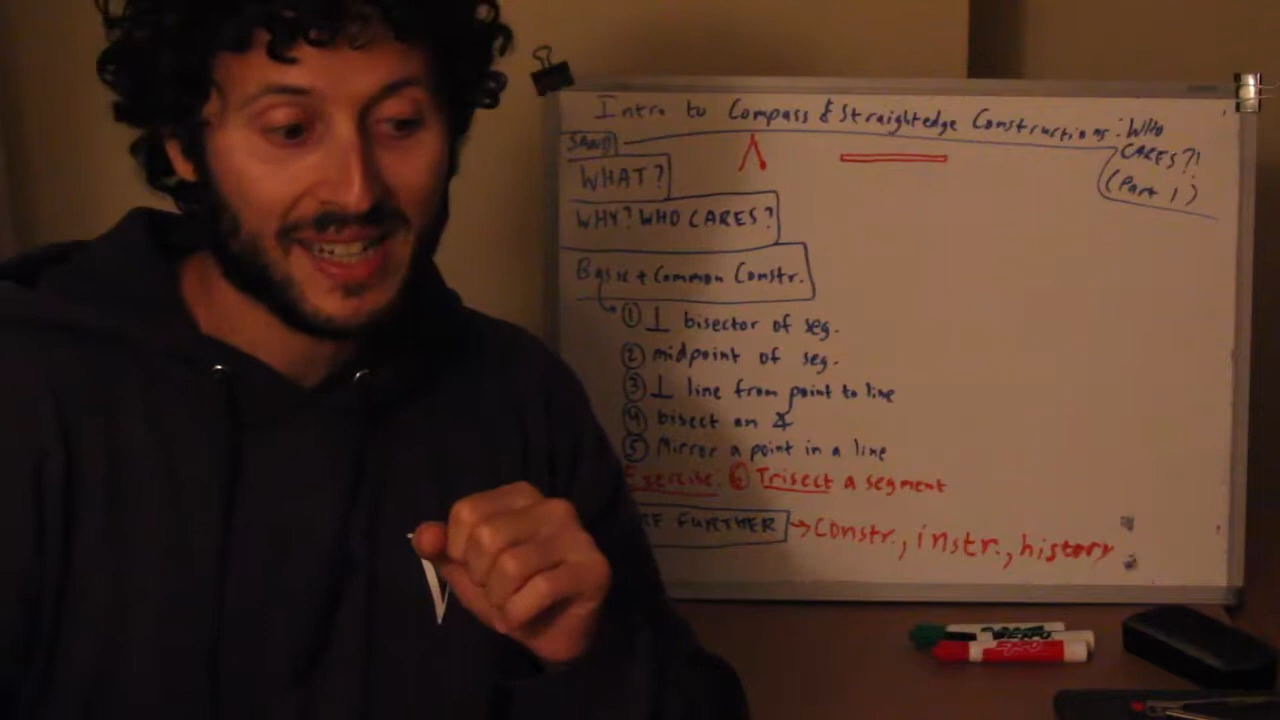 Intro to Compass & Straightedge Constructions: WHO
CARES?!
(Part 1)
SAND
WHAT?
WHY? WHO CARES?
Basic + Common Constr.
① ⊥ bisector of seg.
② midpoint of seg.
③ ⊥ line from point to line
④ bisect an ∡
⑤ Mirror a point in a line
Exercise: ⑥ Trisect a segment
FURTHER → Constr., instr., history
EXPO